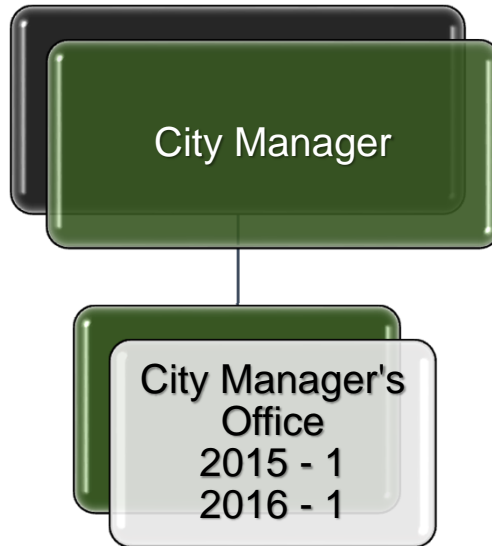 City Manager
City Manager's
Office
2015 - 1
2016 - 1